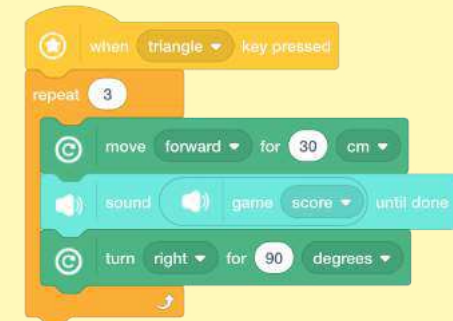 when triangle key pressed
repeat 3
move forward for 30 cm
sound game score until done
turn right for 90 degrees